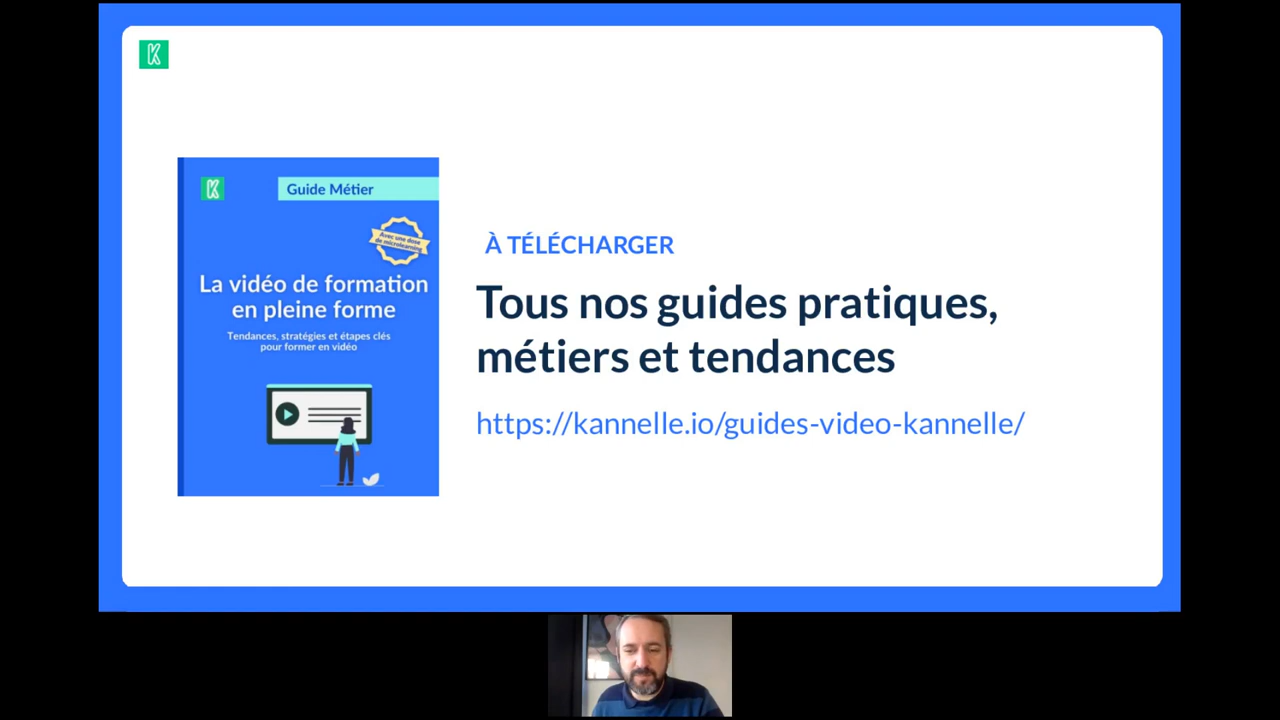 K
K
Guide Métier
Avec une dose
de microlearning
La vidéo de formation
en pleine forme
Tendances, stratégies et étapes clés
pour former en vidéo
À TÉLÉCHARGER
Tous nos guides pratiques,
métiers et tendances
https://kannelle.io/guides-video-kannelle/